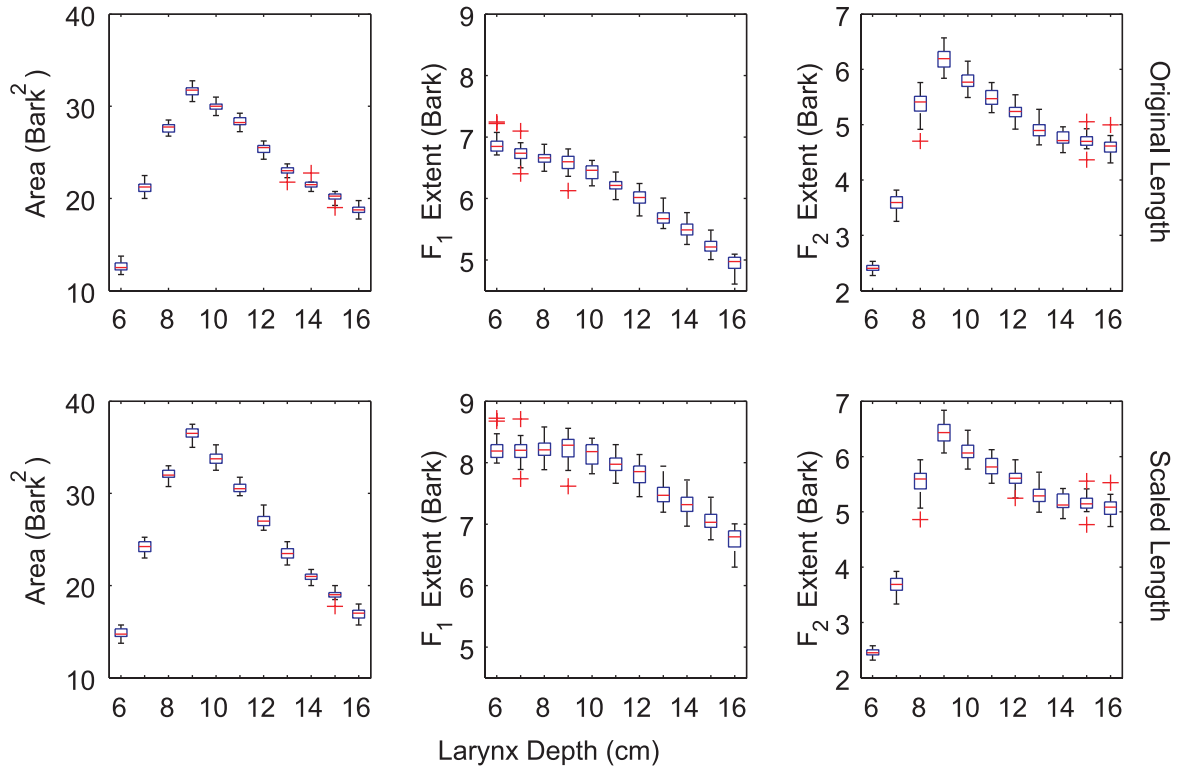 40
30
20
10
Area (Bark2)
6 8 10 12 14 16
9
8
7
6
5
F1 Extent (Bark)
6 8 10 12 14 16
7
6
5
4
3
2
F2 Extent (Bark)
6 8 10 12 14 16
Original Length
40
30
20
10
Area (Bark2)
6 8 10 12 14 16
9
8
7
6
5
F1 Extent (Bark)
6 8 10 12 14 16
7
6
5
4
3
2
F2 Extent (Bark)
6 8 10 12 14 16
Scaled Length
Larynx Depth (cm)